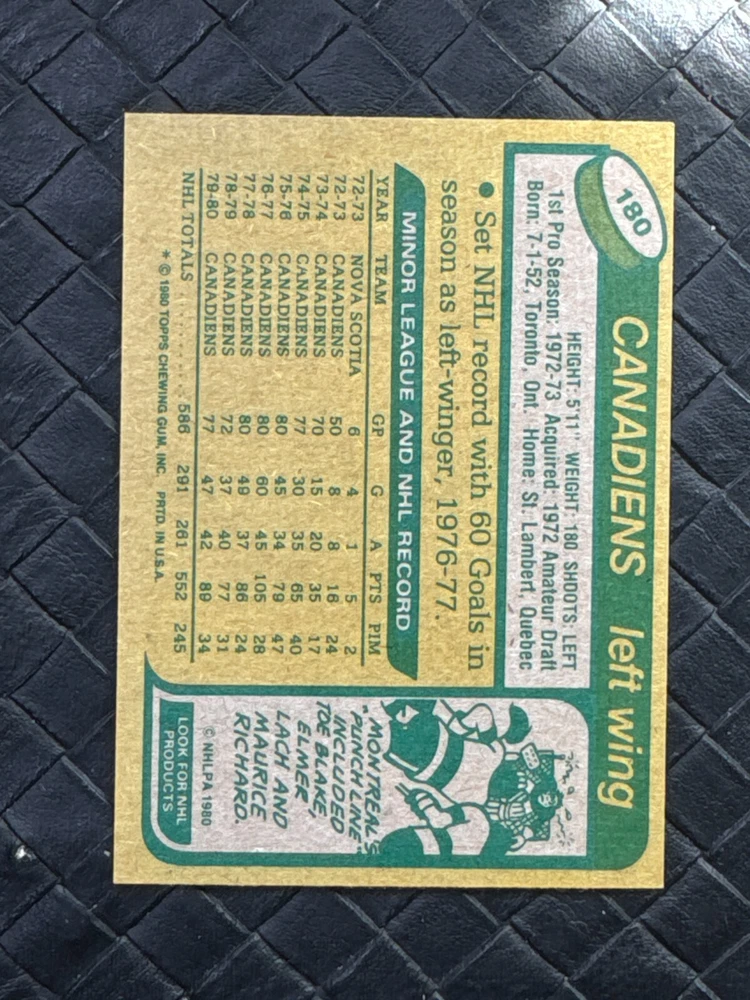 180
CANADIENS left wing
HEIGHT: 5'11" WEIGHT: 180 SHOOTS: LEFT
1st Pro Season: 1972-73 Acquired: 1972 Amateur Draft
Born: 7-1-52, Toronto, Ont. Home: St. Lambert, Quebec
• Set NHL record with 60 Goals in
season as left-winger, 1976-77.
MINOR LEAGUE AND NHL RECORD
YEAR TEAM GP G A PTS PIM
72-73 NOVA SCOTIA 6 4 1 5 2
72-73 CANADIENS 50 8 8 16 24
73-74 CANADIENS 70 15 20 35 17
74-75 CANADIENS 77 30 35 65 40
75-76 CANADIENS 80 45 34 79 47
76-77 CANADIENS 80 60 45 105 28
77-78 CANADIENS 80 49 37 86 24
78-79 CANADIENS 72 37 40 77 31
79-80 CANADIENS 77 47 42 89 34
NHL TOTALS . . . . . . . . 586 291 261 552 245
* © 1980 TOPPS CHEWING GUM, INC. PRTD. IN U.S.A.
MONTREAL'S
"PUNCH LINE"
INCLUDED
TOE BLAKE,
ELMER
LACH AND
MAURICE
RICHARD.
© NHLPA 1980
LOOK FOR NHL
PRODUCTS